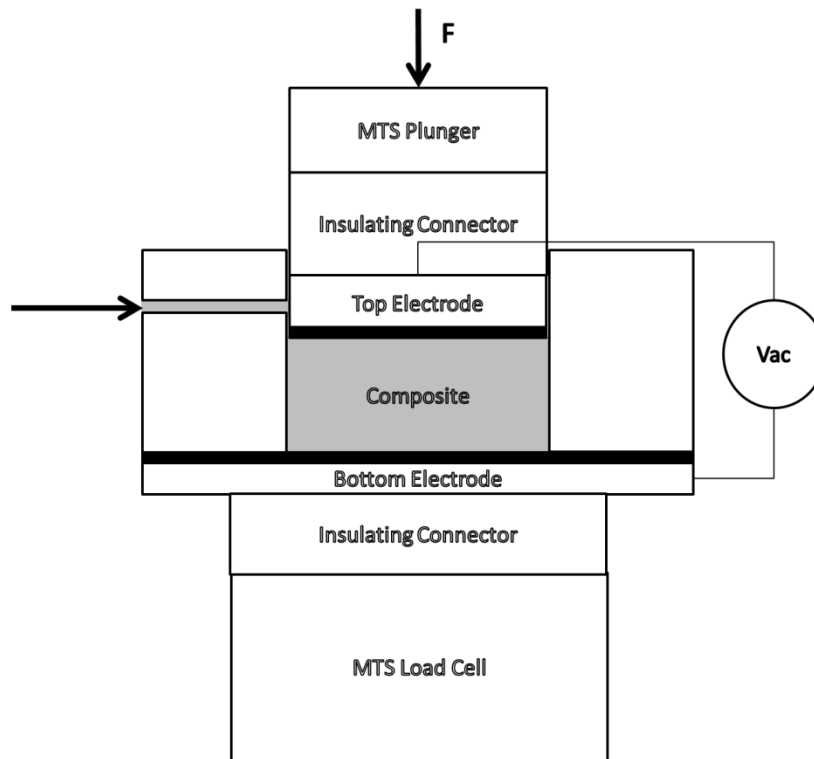 F
MTS Plunger
Insulating Connector
Top Electrode
Vac
Composite
Bottom Electrode
Insulating Connector
MTS Load Cell